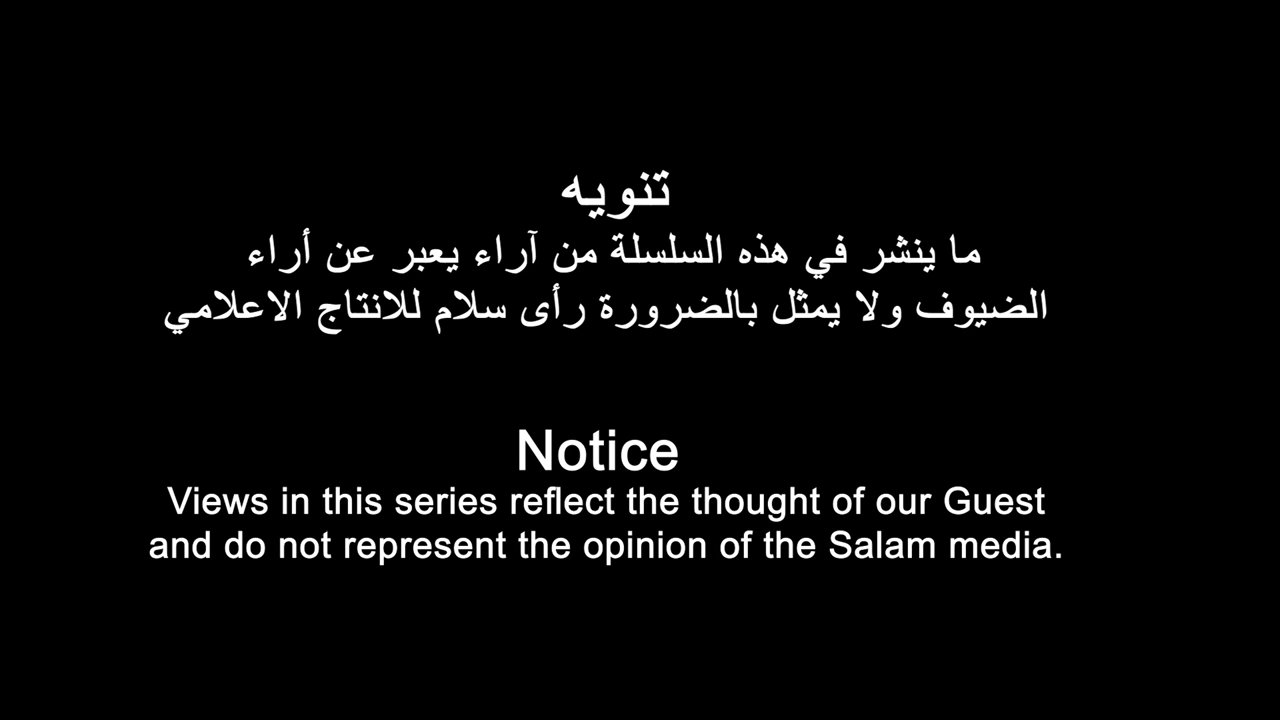 تنويه
ما ينشر في هذه السلسلة من آراء يعبر عن أراء
الضيوف ولا يمثل بالضرورة رأى سلام للانتاج الاعلامي
Notice
Views in this series reflect the thought of our Guest
and do not represent the opinion of the Salam media.